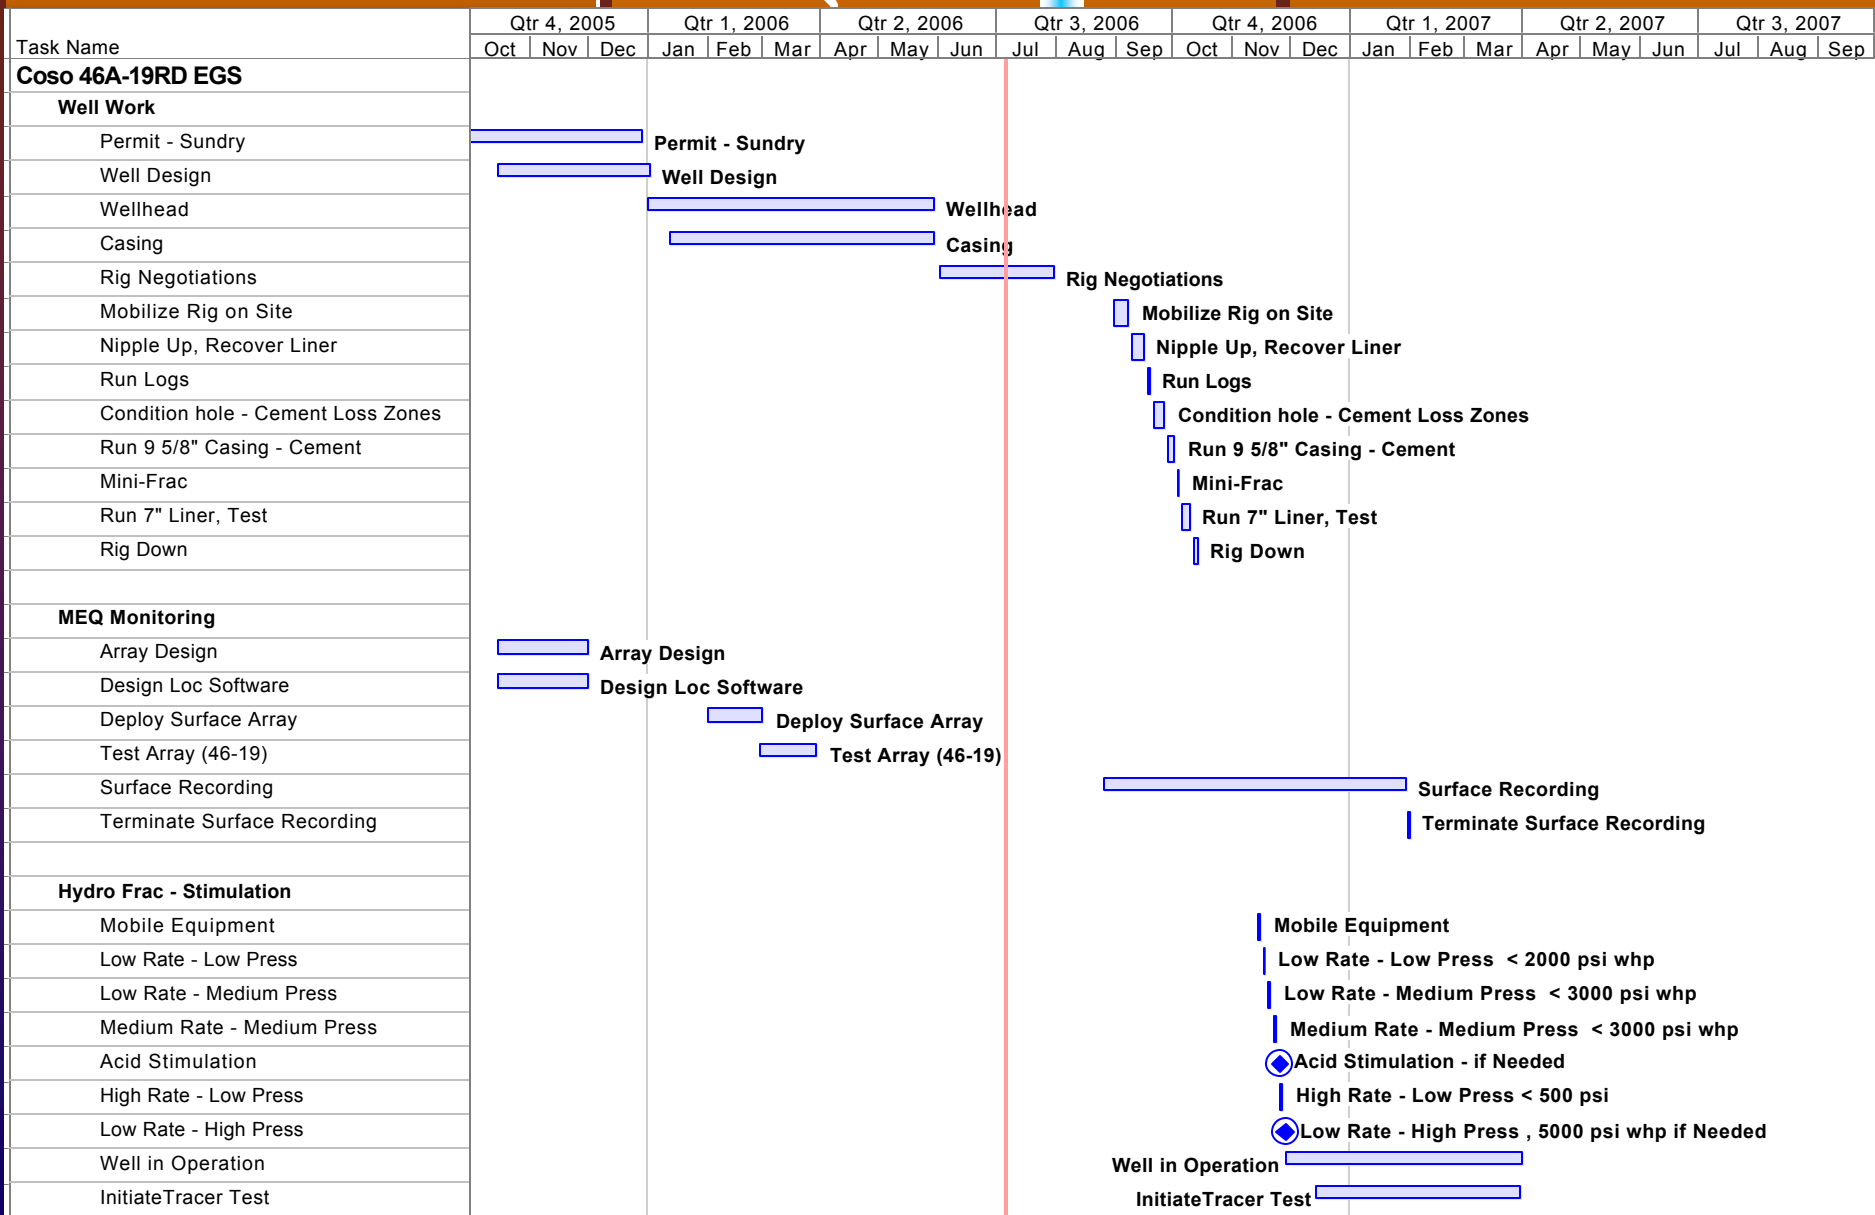 Qtr 4, 2005 Qtr 1, 2006 Qtr 2, 2006 Qtr 3, 2006 Qtr 4, 2006 Qtr 1, 2007 Qtr 2, 2007 Qtr 3, 2007
Task Name Oct Nov Dec Jan Feb Mar Apr May Jun Jul Aug Sep Oct Nov Dec Jan Feb Mar Apr May Jun Jul Aug Sep
Coso 46A-19RD EGS
Well Work
Permit - Sundry Permit - Sundry
Well Design Well Design
Wellhead Wellhead
Casing Casing
Rig Negotiations Rig Negotiations
Mobilize Rig on Site Mobilize Rig on Site
Nipple Up, Recover Liner Nipple Up, Recover Liner
Run Logs Run Logs
Condition hole - Cement Loss Zones Condition hole - Cement Loss Zones
Run 9 5/8" Casing - Cement Run 9 5/8" Casing - Cement
Mini-Frac Mini-Frac
Run 7" Liner, Test Run 7" Liner, Test
Rig Down Rig Down
MEQ Monitoring
Array Design Array Design
Design Loc Software Design Loc Software
Deploy Surface Array Deploy Surface Array
Test Array (46-19) Test Array (46-19)
Surface Recording Surface Recording
Terminate Surface Recording Terminate Surface Recording
Hydro Frac - Stimulation
Mobile Equipment Mobile Equipment
Low Rate - Low Press Low Rate - Low Press < 2000 psi whp
Low Rate - Medium Press Low Rate - Medium Press < 3000 psi whp
Medium Rate - Medium Press Medium Rate - Medium Press < 3000 psi whp
Acid Stimulation Acid Stimulation - if Needed
High Rate - Low Press High Rate - Low Press < 500 psi
Low Rate - High Press Low Rate - High Press , 5000 psi whp if Needed
Well in Operation Well in Operation
InitiateTracer Test InitiateTracer Test